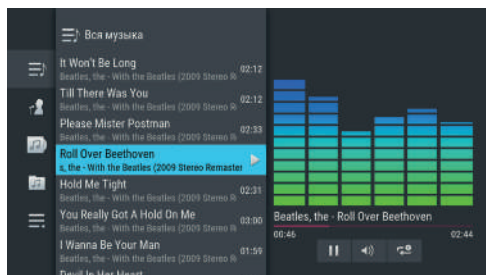 Вся музыка
It Won't Be Long
02:12
Beatles, the - With the Beatles (2009 Stereo R
Till There Was You
02:12
Beatles, the - With the Beatles (2009 Stereo R
Please Mister Postman
02:33
Beatles, the - With the Beatles (2009 Stereo R
Roll Over Beethoven
s, the - With the Beatles (2009 Stereo Remaster
Hold Me Tight
02:31
Beatles, the - With the Beatles (2009 Stereo R
You Really Got A Hold On Me
03:00
Beatles, the - With the Beatles (2009 Stereo R
I Wanna Be Your Man
01:59
Beatles, the - With the Beatles (2009 Stereo R
Devil In Her Heart
Beatles, the - Roll Over Beethoven
00:46
02:44